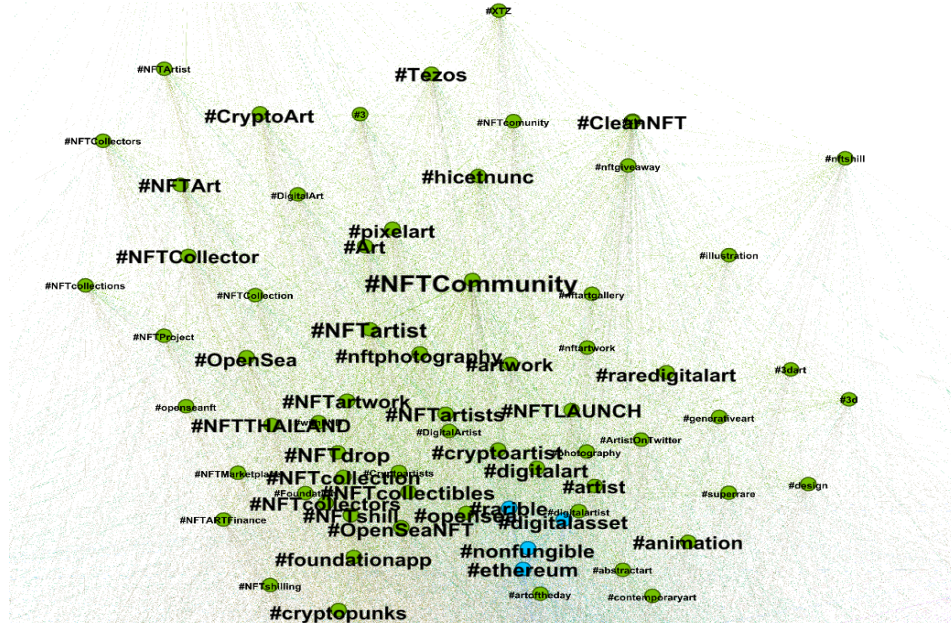 #XTZ
#NFTArtist
#Tezos
#CryptoArt
#3
#NFTcomunity
#CleanNFT
#NFTCollectors
#nftgiveaway
#nftshill
#NFTArt
#DigitalArt
#hicetnunc
#pixelart
#Art
#NFTCollector
#illustration
#NFTcollections
#NFTCollection
#NFTCommunity
#nftartgallery
#NFTProject
#NFTartist
#OpenSea
#nftphotography
#nftartwork
#artwork
#raredigitalart
#3dart
#openseanft
#NFTartwork
#NFTartists
#NFTLAUNCH
#generativeart
#3d
#NFTTHAILAND
#DigitalArtist
#ArtistOnTwitter
#NFTdrop
#cryptoartist
#photography
#NFTMarketplace
#NFTcollection
#Cryptoartists
#digitalart
#Foundation
#NFTcollectibles
#artist
#superrare
#design
#NFTcollectors
#NFTshill
#opensea
#rarible
#digitalartist
#NFTARTFinance
#OpenSeaNFT
#digitalasset
#foundationapp
#nonfungible
#animation
#ethereum
#abstractart
#NFTshilling
#artoftheday
#contemporaryart
#cryptopunks